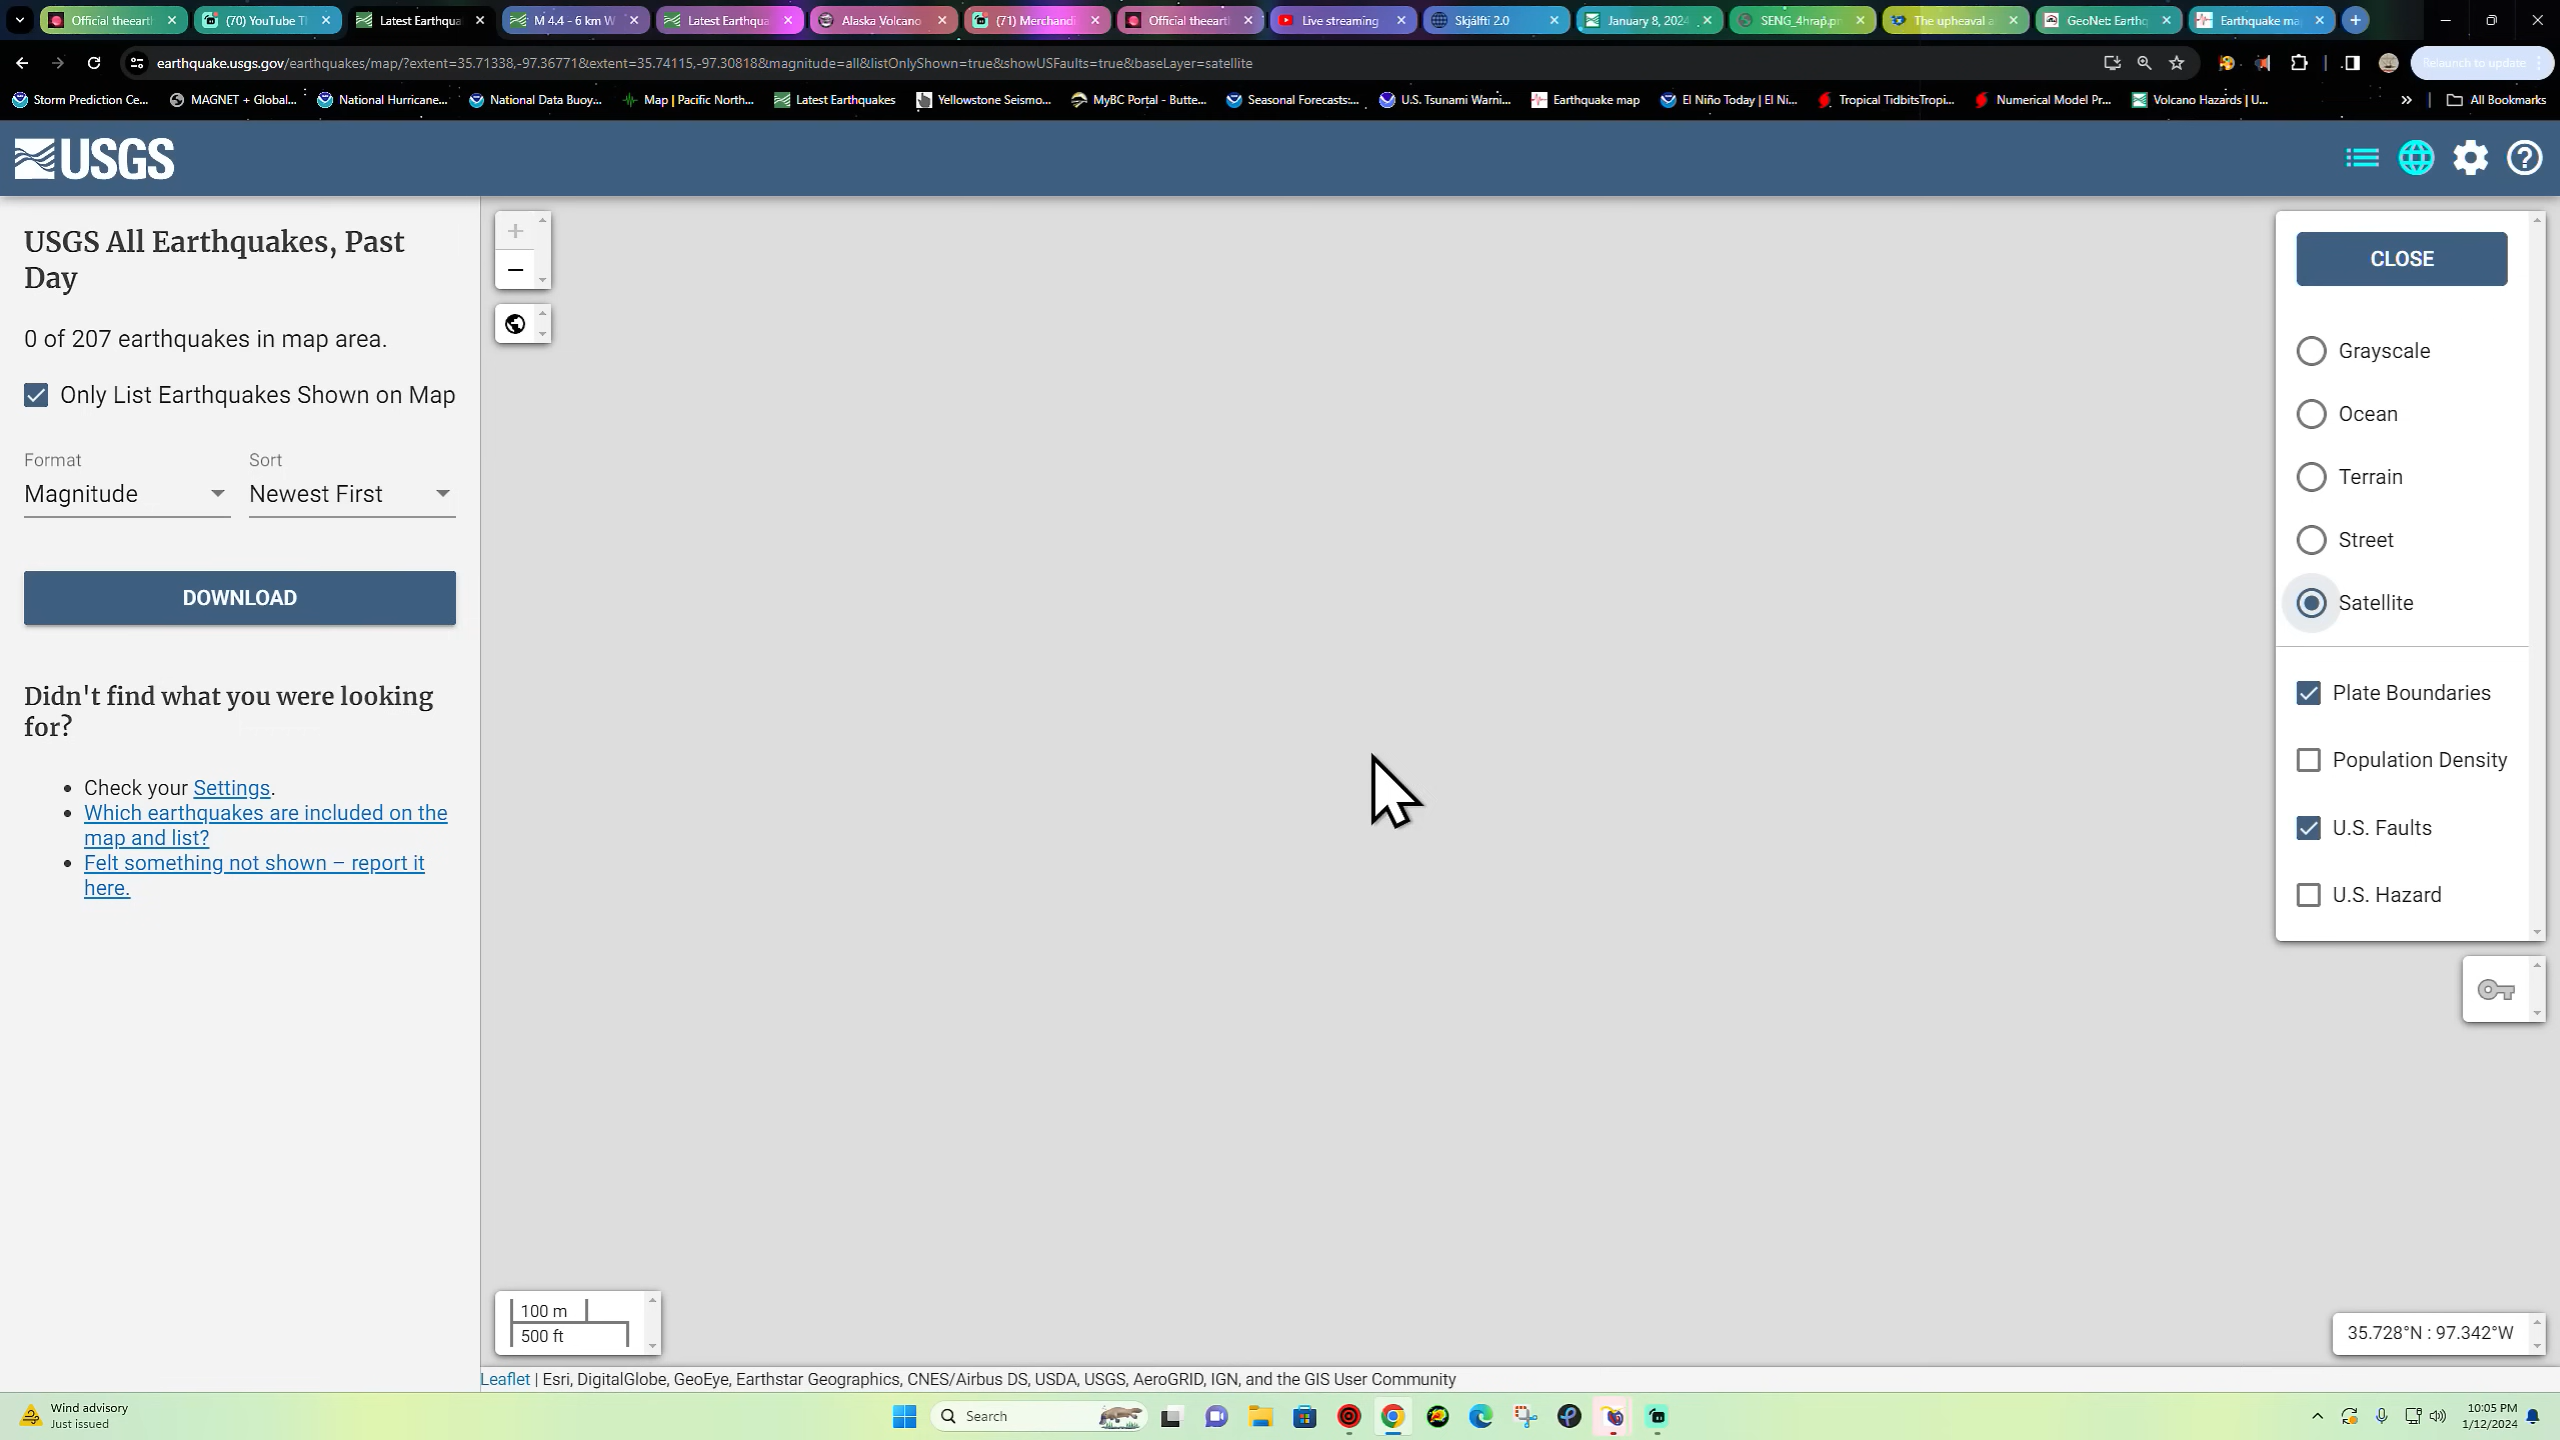 Official theeart
(70) YouTube Tl
Latest Earthqua
M 4.4 - 6 km W
Latest Earthqua
Alaska Volcano
(71) Merchandi
Official theeart
Live streaming
Skjálfti 2.0
January 8, 2024
SENG_4hrap.pn
The upheaval a
GeoNet: Earthq
Earthquake ma
earthquake.usgs.gov/earthquakes/map/?extent=35.71338,-97.36771&extent=35.74115,-97.30818&magnitude=all&listOnlyShown=true&showUSFaults=true&baseLayer=satellite
Relaunch to update
Storm Prediction Ce...
MAGNET + Global...
National Hurricane...
National Data Buoy...
Map | Pacific North...
Latest Earthquakes
Yellowstone Seismo...
MyBC Portal - Butte...
Seasonal Forecasts:...
U.S. Tsunami Warni...
Earthquake map
El Niño Today | El Ni...
Tropical TidbitsTropi...
Numerical Model Pr...
Volcano Hazards | U...
All Bookmarks
USGS
USGS All Earthquakes, Past
Day
0 of 207 earthquakes in map area.
Only List Earthquakes Shown on Map
Format
Sort
Magnitude
Newest First
DOWNLOAD
Didn't find what you were looking
for?
Check your Settings.
Which earthquakes are included on the
map and list?
Felt something not shown – report it
here.
CLOSE
Grayscale
Ocean
Terrain
Street
Satellite
Plate Boundaries
Population Density
U.S. Faults
U.S. Hazard
100 m
500 ft
35.728°N : 97.342°W
Leaflet | Esri, DigitalGlobe, GeoEye, Earthstar Geographics, CNES/Airbus DS, USDA, USGS, AeroGRID, IGN, and the GIS User Community
Wind advisory
Just issued
Search
10:05 PM
1/12/2024